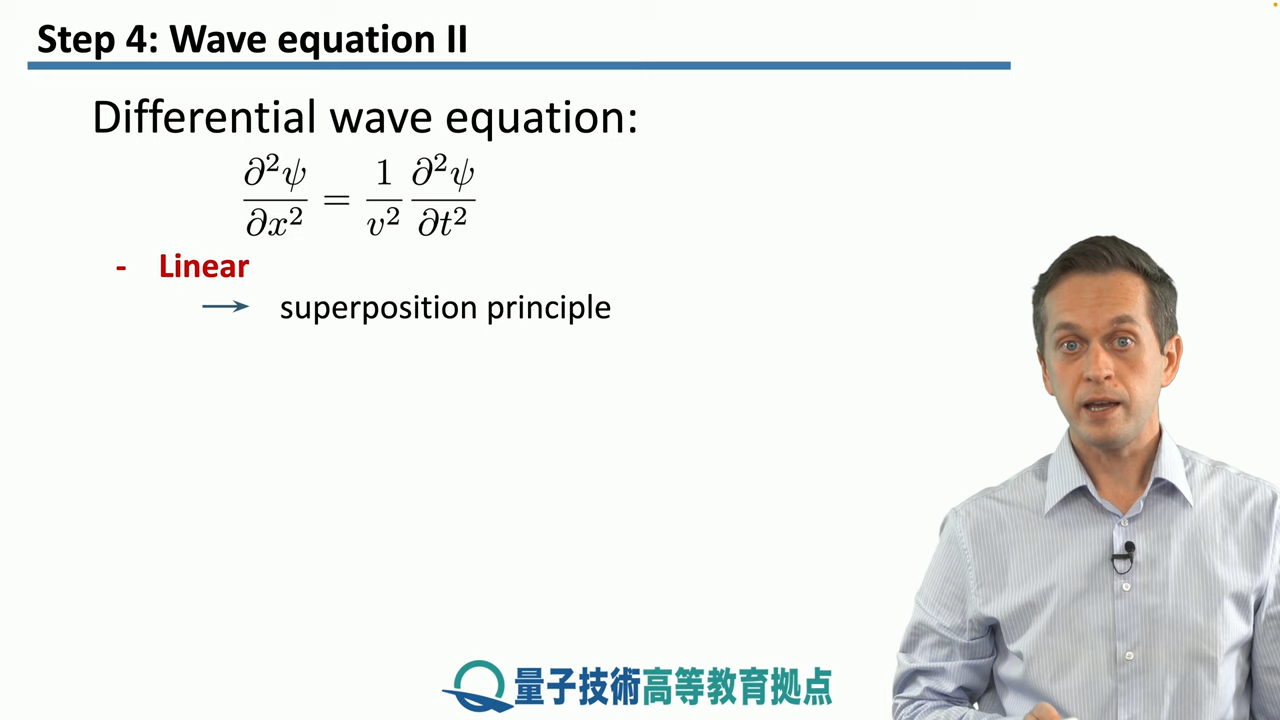 Step 4: Wave equation II
Differential wave equation:
∂²ψ/∂x² = 1/v² ∂²ψ/∂t²
- Linear
→ superposition principle
量子技術高等教育拠点